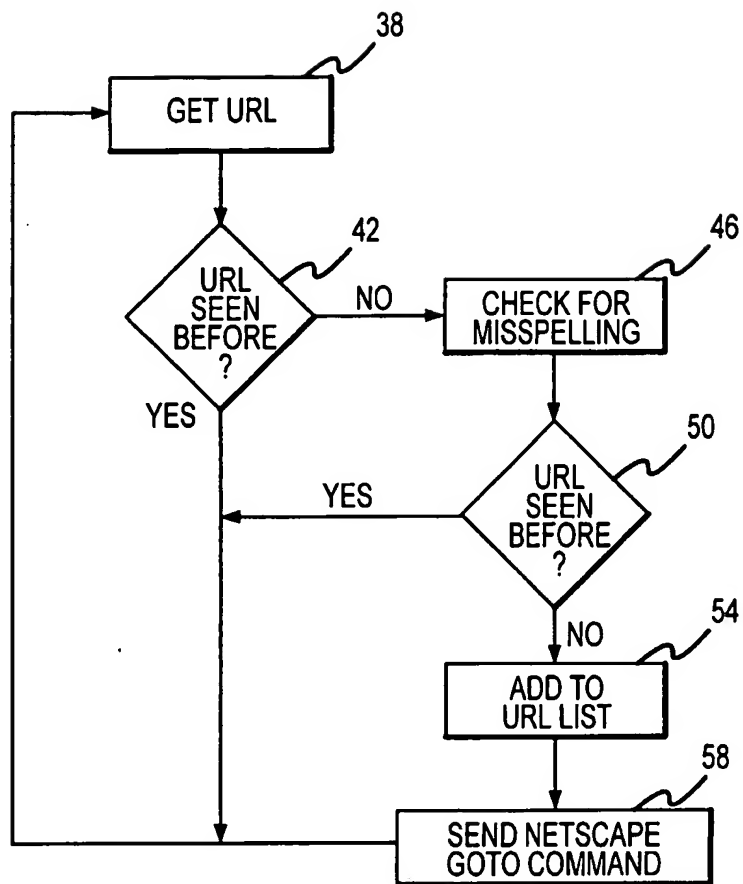 38
GET URL
42
URL
SEEN
BEFORE
?
NO
46
CHECK FOR
MISSPELLING
YES
50
URL
SEEN
BEFORE
?
YES
NO
54
ADD TO
URL LIST
58
SEND NETSCAPE
GOTO COMMAND